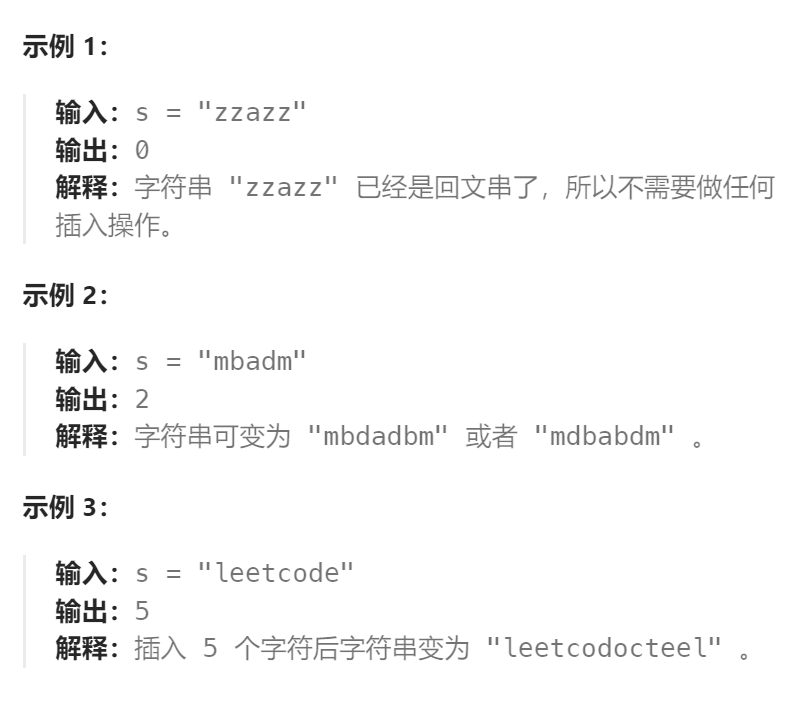 示例 1：
输入：s = "zzazz"
输出：0
解释：字符串 "zzazz" 已经是回文串了，所以不需要做任何
插入操作。
示例 2：
输入：s = "mbadm"
输出：2
解释：字符串可变为 "mbdadbm" 或者 "mdbabdm" 。
示例 3：
输入：s = "leetcode"
输出：5
解释：插入 5 个字符后字符串变为 "leetcodocteel" 。